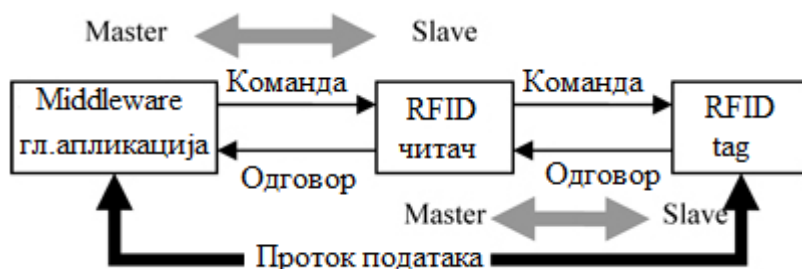 Master Slave
Команда Команда
Middleware
гл.апликација
RFID
читач
RFID
tag
Одговор Одговор
Master Slave
Проток података